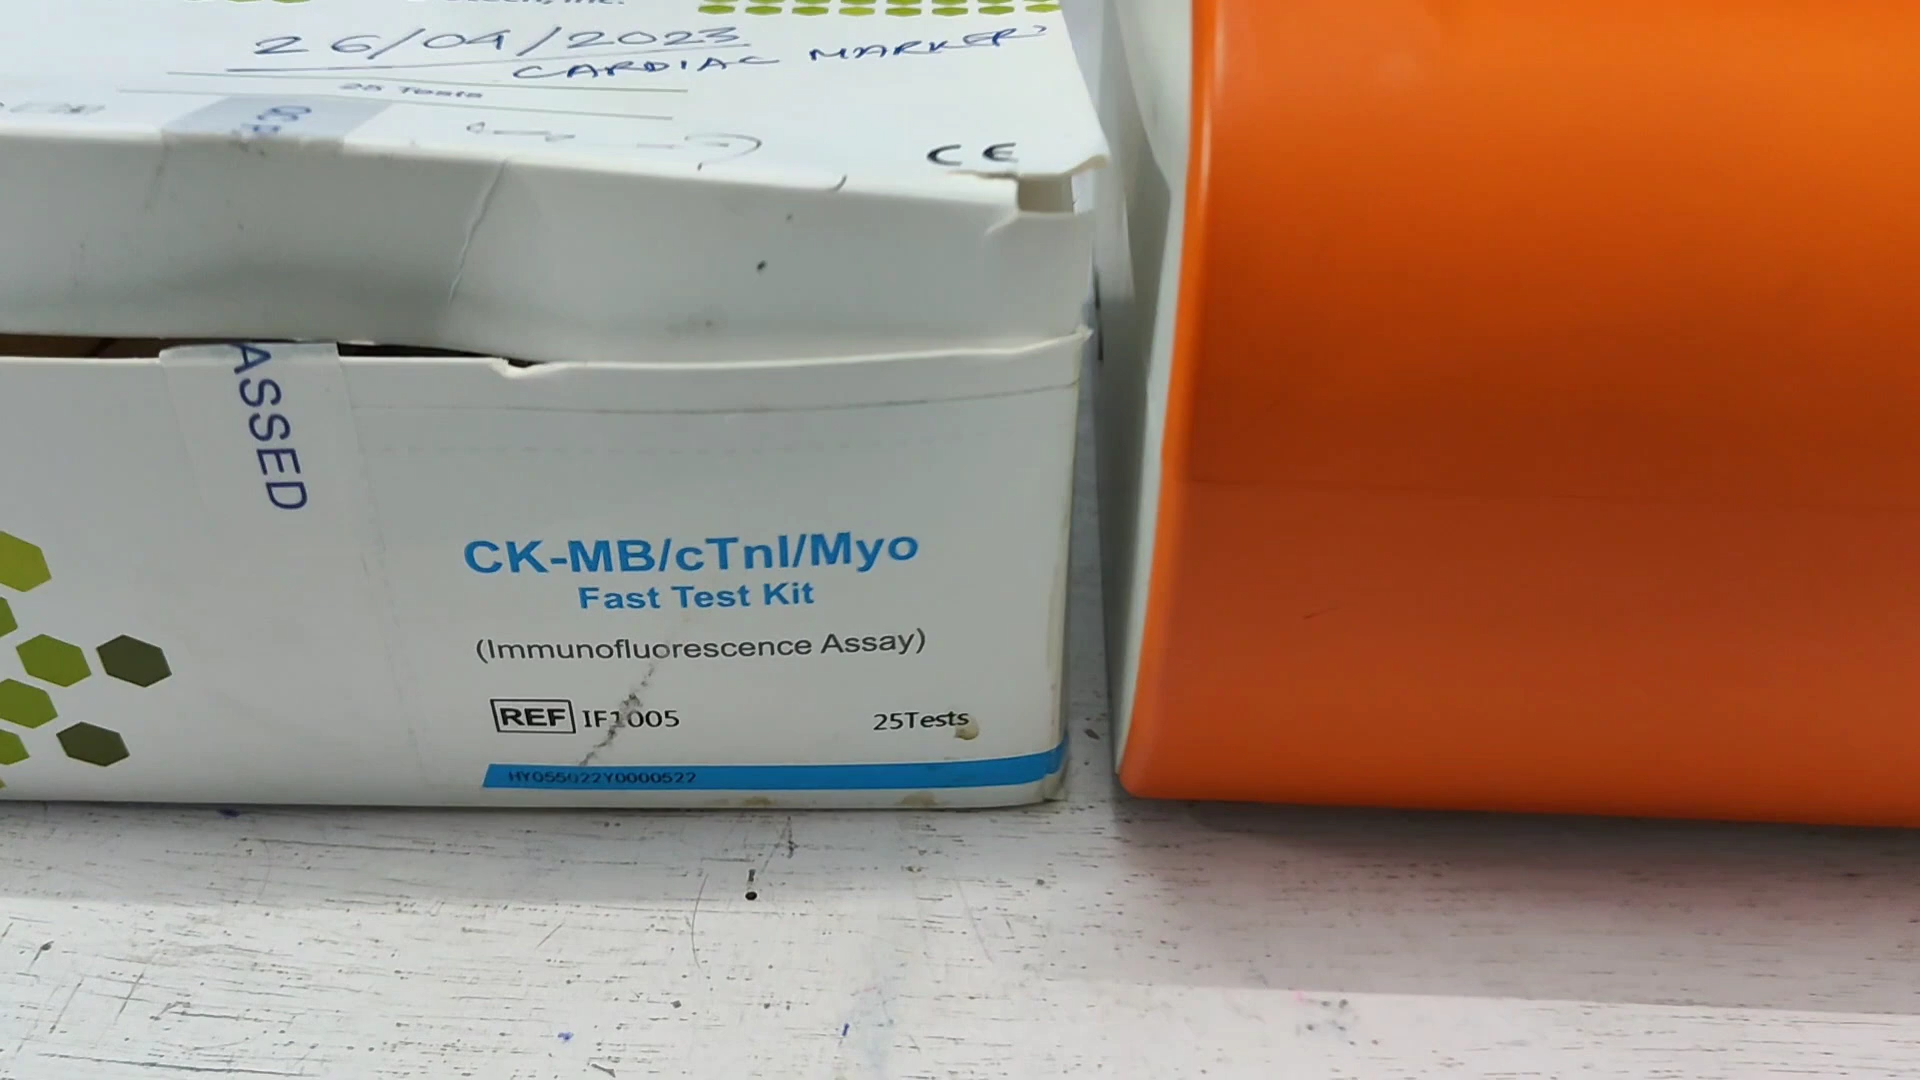 26/04/2023
CARDIAC MARKER
25 Tests
CE
ASSED
CK-MB/cTnI/Myo
Fast Test Kit
(Immunofluorescence Assay)
REF IF1005
25Tests
HY055022Y0000522